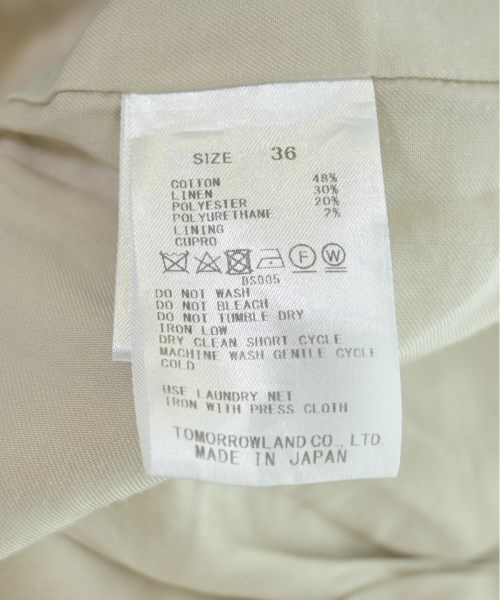 SIZE 36
COTTON 48%
LINEN 30%
POLYESTER 20%
POLYURETHANE 2%
LINING
CUPRO
F W
DS005
DO NOT WASH
DO NOT BLEACH
DO NOT TUMBLE DRY
IRON LOW
DRY CLEAN SHORT CYCLE
MACHINE WASH GENTLE CYCLE
COLD
USE LAUNDRY NET
IRON WITH PRESS CLOTH
TOMORROWLAND CO., LTD.
MADE IN JAPAN